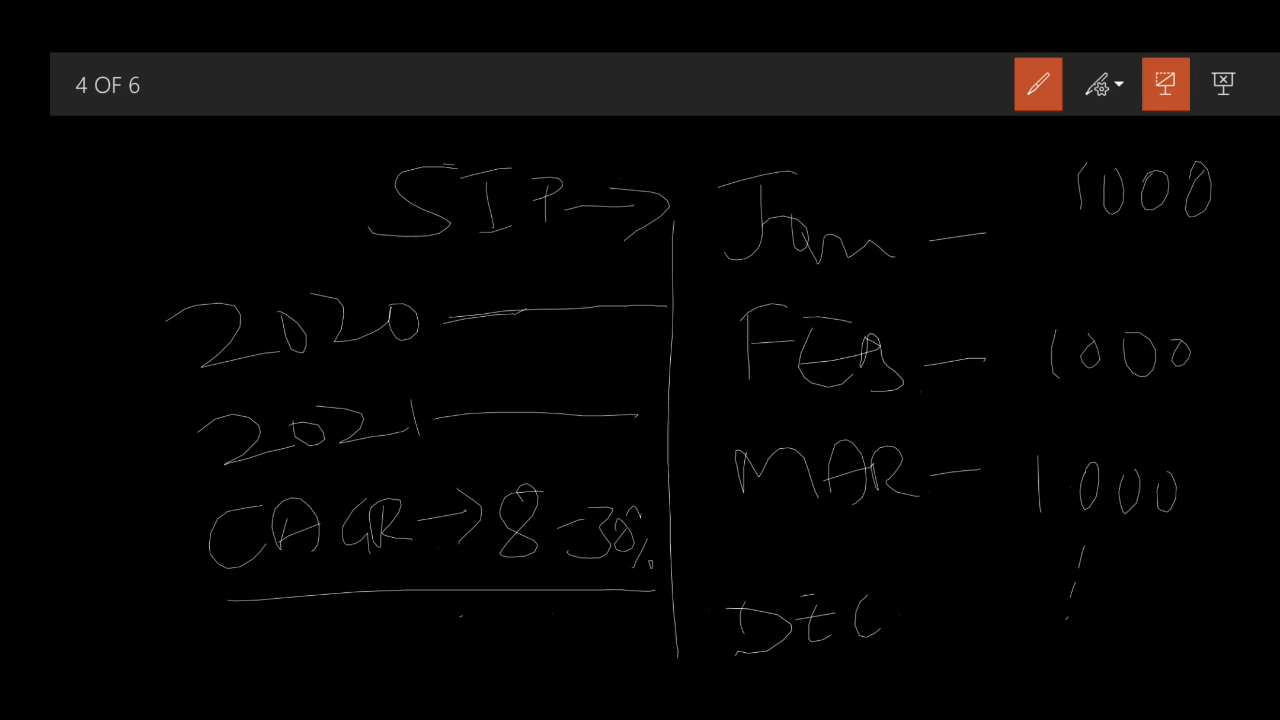 4 OF 6
SIP →
2020 —
2021 —
CAGR → 8-30%
Jan — 1000
FEB — 1000
MAR — 1000
DEC